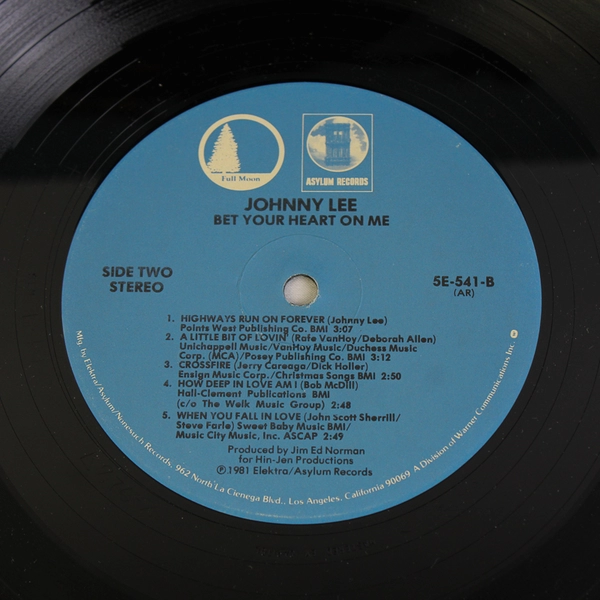 Full Moon
ASYLUM RECORDS
JOHNNY LEE
BET YOUR HEART ON ME
SIDE TWO
STEREO
5E-541-B
(AR)
1. HIGHWAYS RUN ON FOREVER (Johnny Lee)
Points West Publishing Co. BMI 3:07
2. A LITTLE BIT OF LOVIN' (Rafe VanHoy/Deborah Allen)
Unichappell Music/VanHoy Music/Duchess Music
Corp. (MCA)/Posey Publishing Co. BMI 3:12
3. CROSSFIRE (Jerry Careaga/Dick Holler)
Ensign Music Corp./Christmas Songs BMI 2:50
4. HOW DEEP IN LOVE AM I (Bob McDill)
Hall-Clement Publications BMI
(c/o The Welk Music Group) 2:48
5. WHEN YOU FALL IN LOVE (John Scott Sherrill/
Steve Earle) Sweet Baby Music BMI/
Music City Music, Inc. ASCAP 2:49
Produced by Jim Ed Norman
for Hin-Jen Productions
℗ 1981 Elektra/Asylum Records
Mfg. by Elektra/Asylum/Nonesuch Records, 962 North La Cienega Blvd., Los Angeles, California 90069 A Division of Warner Communications Inc.